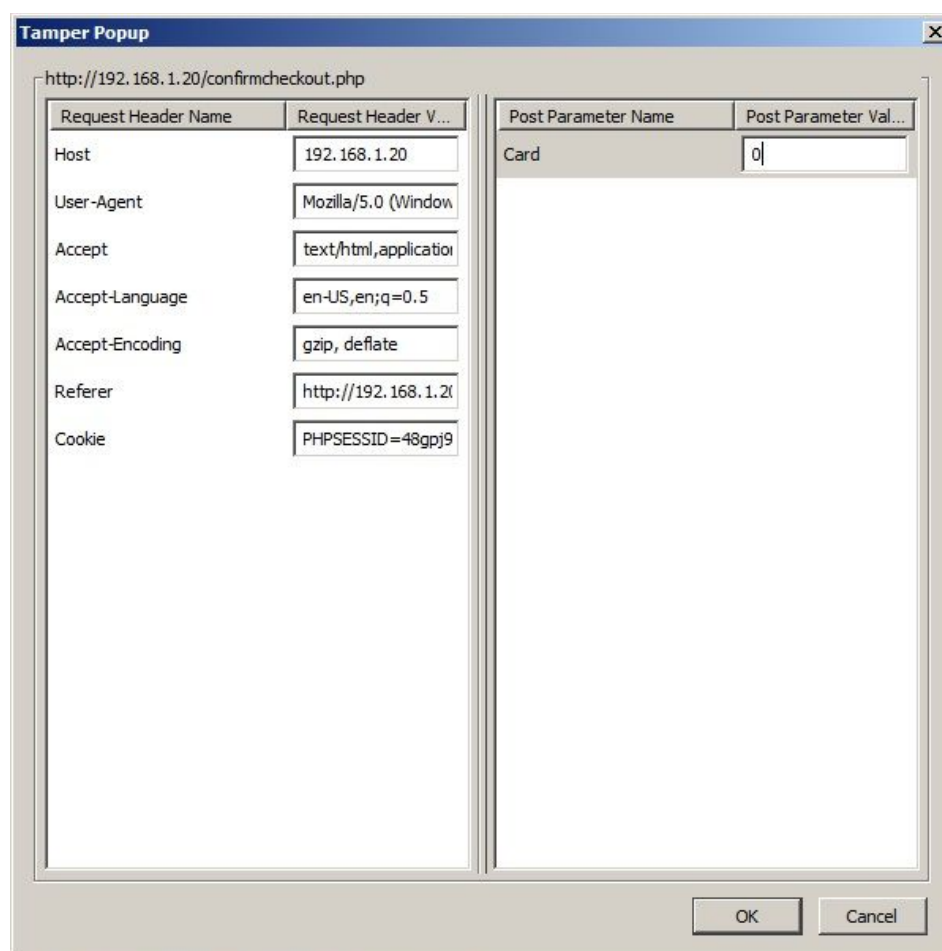 Tamper Popup
http://192.168.1.20/confirmcheckout.php
Request Header Name Request Header V... Post Parameter Name Post Parameter Val...
Host 192.168.1.20 Card 0
User-Agent Mozilla/5.0 (Window
Accept text/html,application
Accept-Language en-US,en;q=0.5
Accept-Encoding gzip, deflate
Referer http://192.168.1.20
Cookie PHPSESSID=48gpj9
OK Cancel